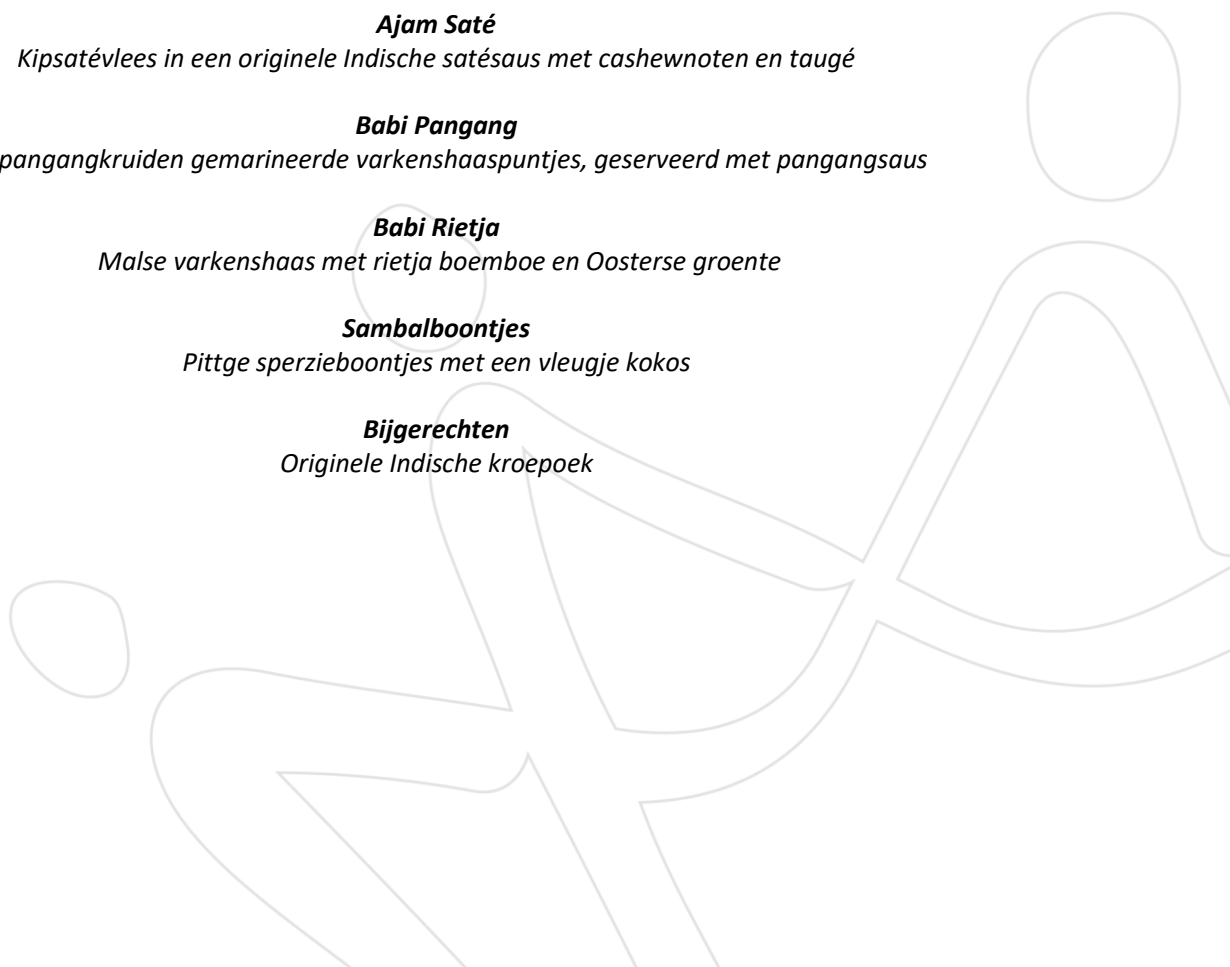 Ajam Saté
Kipsatévlees in een originele Indische satésaus met cashewnoten en taugé
Babi Pangang
pangangkruiden gemarineerde varkenshaaspuntjes, geserveerd met pangangsaus
Babi Rietja
Malse varkenshaas met rietja boemboe en Oosterse groente
Sambalboontjes
Pittge sperzieboontjes met een vleugje kokos
Bijgerechten
Originele Indische kroepoek